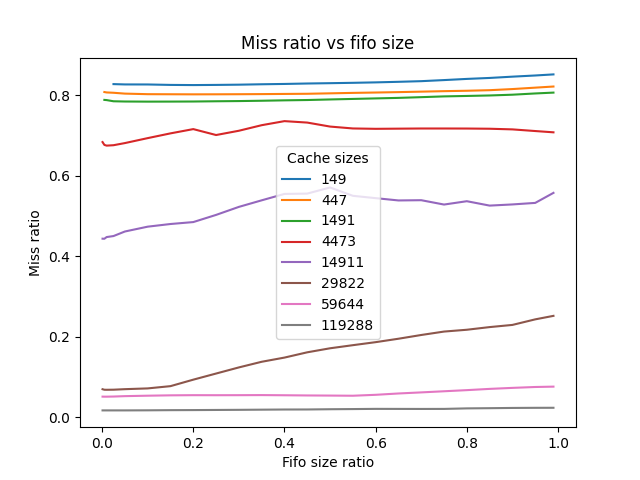 Miss ratio vs fifo size
Miss ratio
0.8
0.6
0.4
0.2
0.0
Cache sizes
149
447
1491
4473
14911
29822
59644
119288
0.0 0.2 0.4 0.6 0.8 1.0
Fifo size ratio